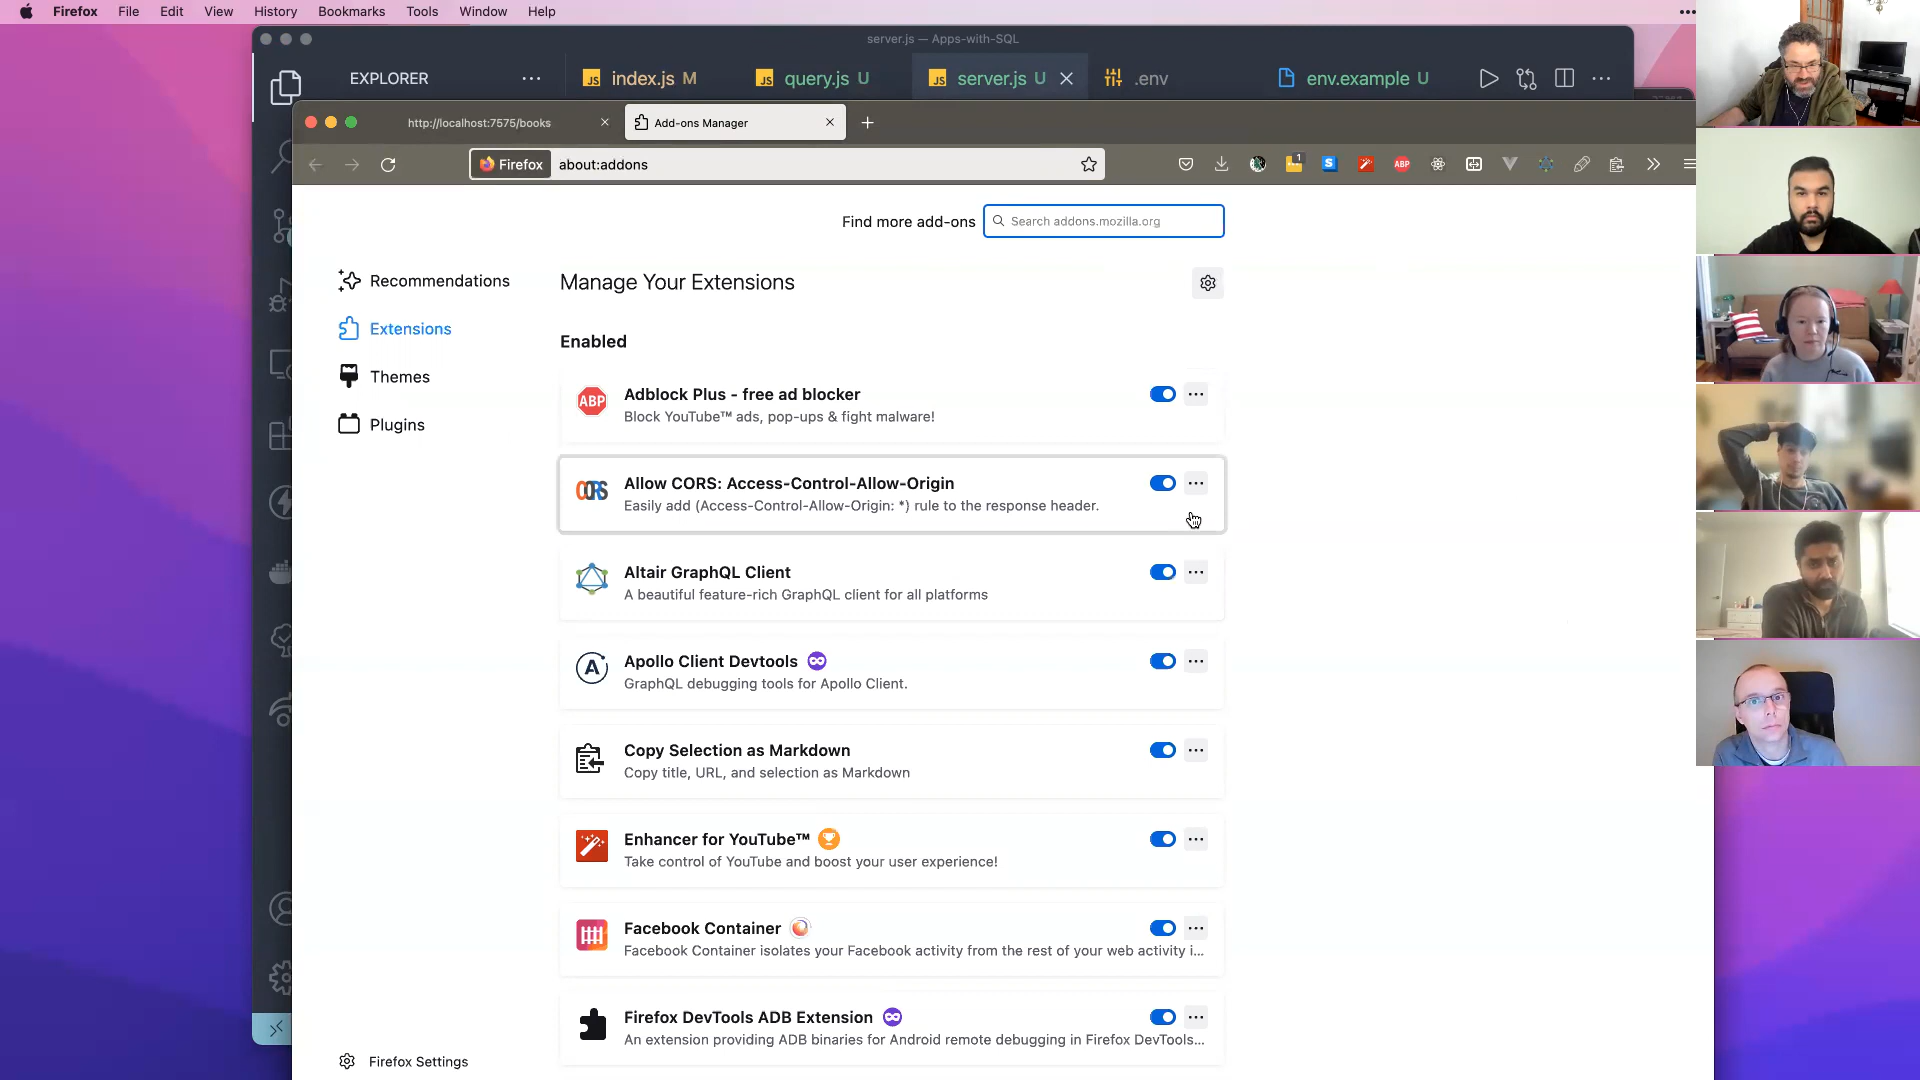 Firefox File Edit View History Bookmarks Tools Window Help
server.js — Apps-with-SQL
EXPLORER
JS index.js M
JS query.js U
JS server.js U
.env
env.example U
http://localhost:7575/books
Add-ons Manager
Firefox about:addons
1
S
ABP
Find more add-ons
Search addons.mozilla.org
Recommendations
Extensions
Themes
Plugins
Firefox Settings
Manage Your Extensions
Enabled
ABP
Adblock Plus - free ad blocker
Block YouTube™ ads, pop-ups & fight malware!
CORS
Allow CORS: Access-Control-Allow-Origin
Easily add (Access-Control-Allow-Origin: *) rule to the response header.
Altair GraphQL Client
A beautiful feature-rich GraphQL client for all platforms
A
Apollo Client Devtools
GraphQL debugging tools for Apollo Client.
Copy Selection as Markdown
Copy title, URL, and selection as Markdown
Enhancer for YouTube™
Take control of YouTube and boost your user experience!
Facebook Container
Facebook Container isolates your Facebook activity from the rest of your web activity i...
Firefox DevTools ADB Extension
An extension providing ADB binaries for Android remote debugging in Firefox DevTools...